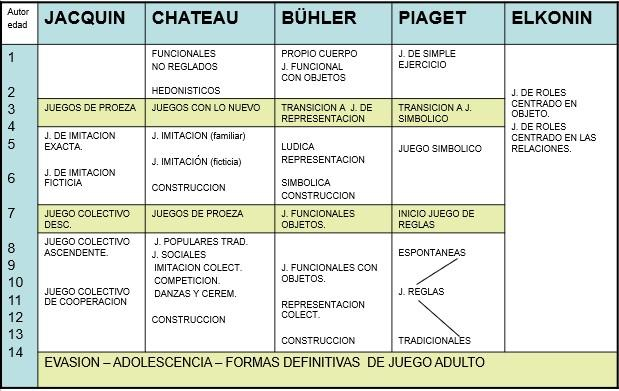 Autor
edad
JACQUIN
CHATEAU
BÜHLER
PIAGET
ELKONIN
1
2
3
4
5
6
7
8
9
10
11
12
13
14
JUEGOS DE PROEZA
J. DE IMITACION
EXACTA.
J. DE IMITACION
FICTICIA
JUEGO COLECTIVO
DESC.
JUEGO COLECTIVO
ASCENDENTE.
JUEGO COLECTIVO
DE COOPERACION
FUNCIONALES
NO REGLADOS
HEDONISTICOS
JUEGOS CON LO NUEVO
J. IMITACION (familiar)
J. IMITACIÓN (ficticia)
CONSTRUCCION
JUEGOS DE PROEZA
J. POPULARES TRAD.
J. SOCIALES
IMITACION COLECT.
COMPETICION.
DANZAS Y CEREM.
CONSTRUCCION
PROPIO CUERPO
J. FUNCIONAL
CON OBJETOS
TRANSICION A J. DE
REPRESENTACION
LUDICA
REPRESENTACION
SIMBOLICA
CONSTRUCCION
J. FUNCIONALES
OBJETOS.
J. FUNCIONALES CON
OBJETOS.
REPRESENTACION
COLECT.
CONSTRUCCION
J. DE SIMPLE
EJERCICIO
TRANSICION A J.
SIMBOLICO
JUEGO SIMBOLICO
INICIO JUEGO DE
REGLAS
ESPONTANEAS
J. REGLAS
TRADICIONALES
J. DE ROLES
CENTRADO EN
OBJETO.
J. DE ROLES
CENTRADO EN LAS
RELACIONES.
EVASION – ADOLESCENCIA – FORMAS DEFINITIVAS DE JUEGO ADULTO